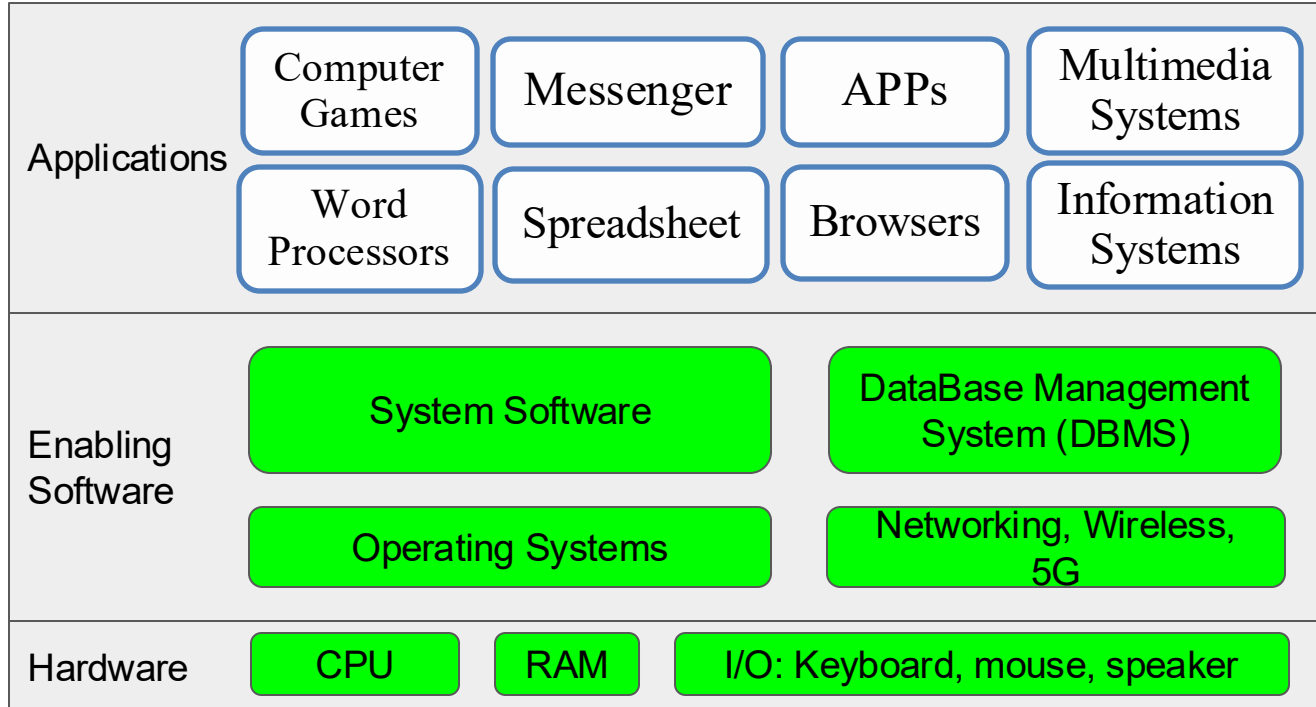 Applications
Computer
Games
Messenger
APPs
Multimedia
Systems
Word
Processors
Spreadsheet
Browsers
Information
Systems
Enabling
Software
System Software
DataBase Management
System (DBMS)
Operating Systems
Networking, Wireless,
5G
Hardware
CPU
RAM
I/O: Keyboard, mouse, speaker